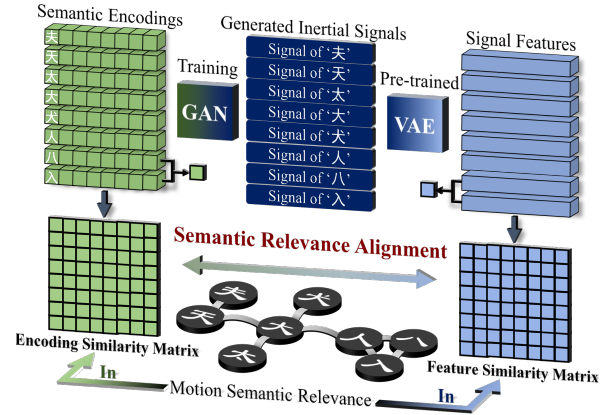 Semantic Encodings
Generated Inertial Signals
Signal Features
夫
天
太
大
犬
人
八
入
Training
GAN
Signal of ‘夫’
Signal of ‘天’
Signal of ‘太’
Signal of ‘大’
Signal of ‘犬’
Signal of ‘人’
Signal of ‘八’
Signal of ‘入’
Pre-trained
VAE
Semantic Relevance Alignment
夫
犬
天
大
太
人
八
入
Encoding Similarity Matrix
Feature Similarity Matrix
In
Motion Semantic Relevance
In